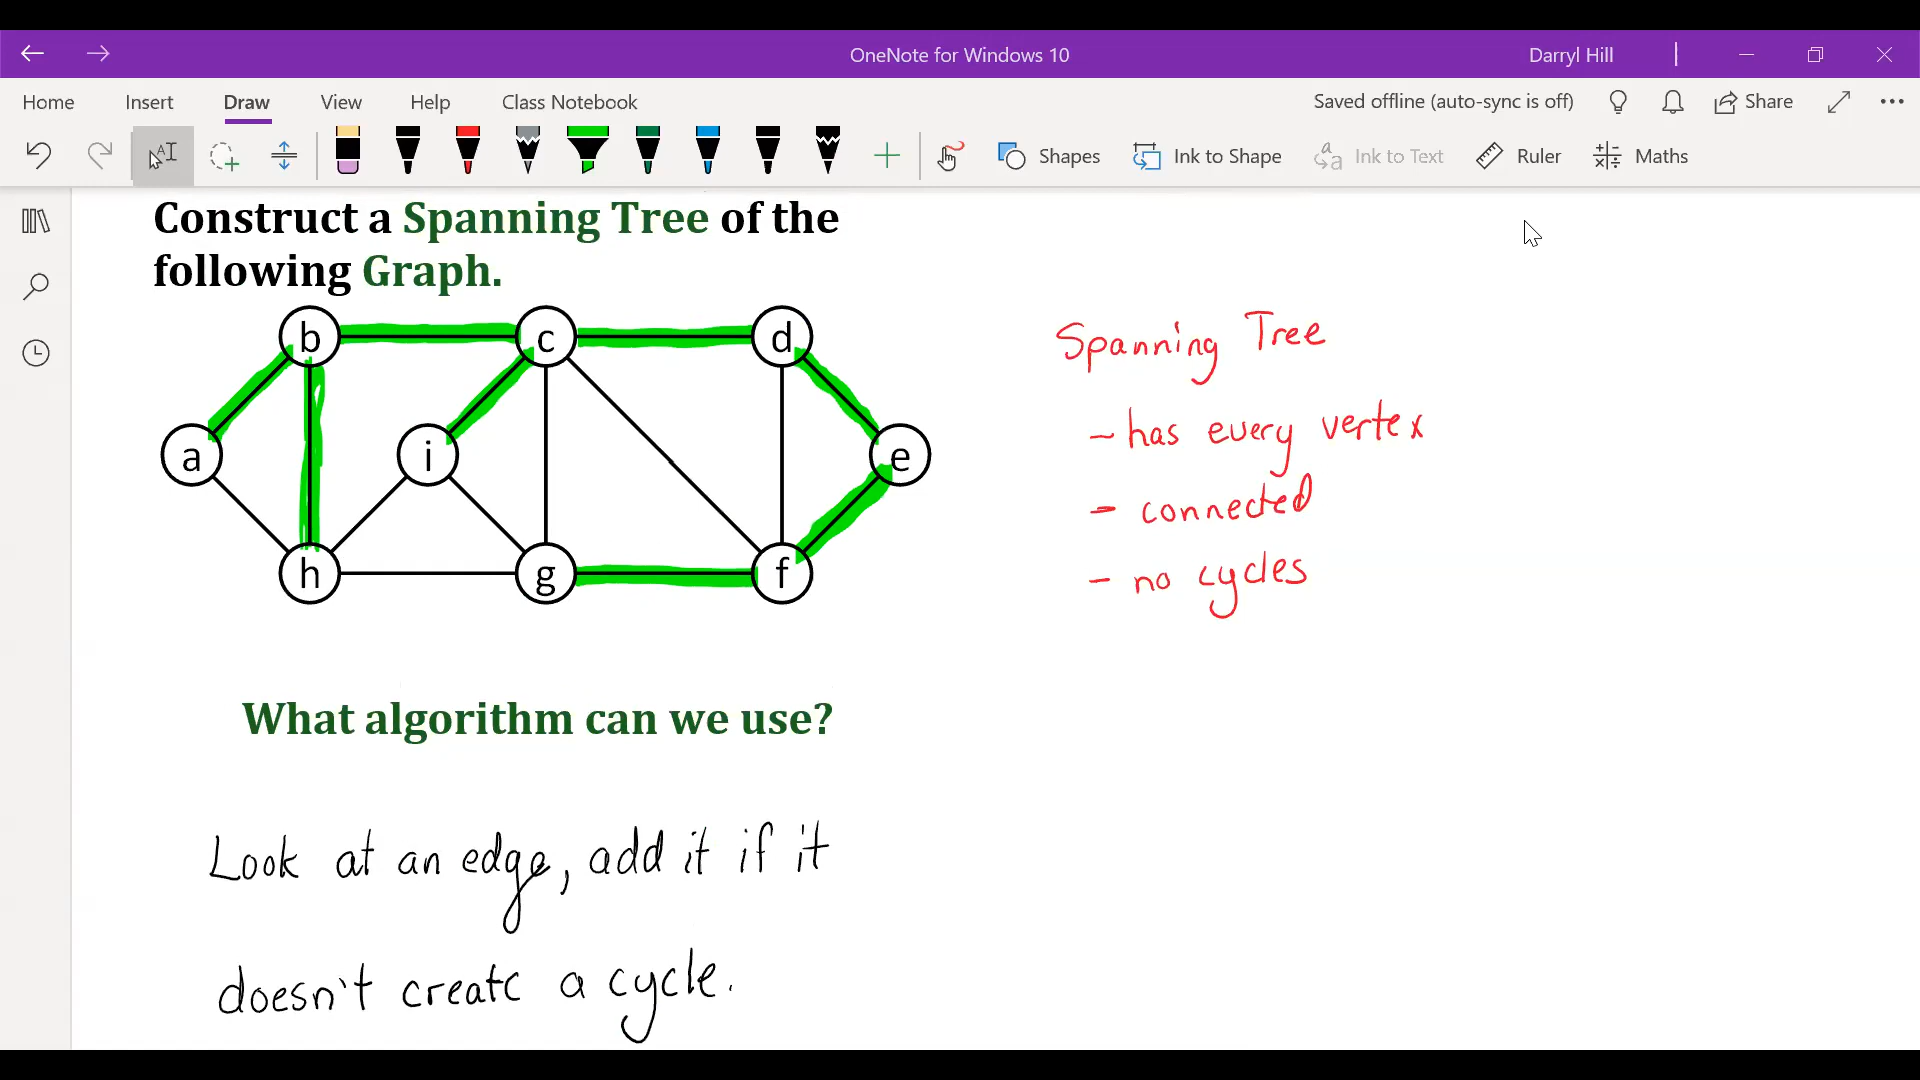 OneNote for Windows 10
Darryl Hill
Home Insert Draw View Help Class Notebook
Saved offline (auto-sync is off) Share
Shapes Ink to Shape Ink to Text Ruler Maths
Construct a Spanning Tree of the
following Graph.
b c d
a i e
h g f
Spanning Tree
- has every vertex
- connected
- no cycles
What algorithm can we use?
Look at an edge, add it if it
doesn't create a cycle.